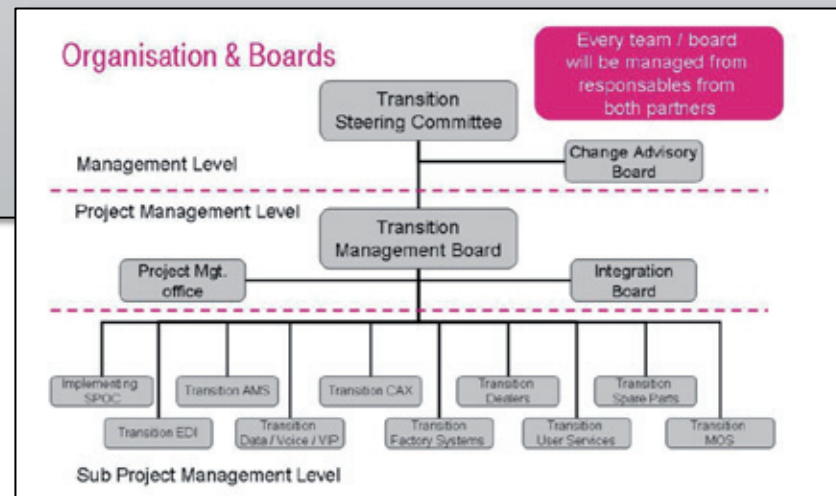 Organisation & Boards
Every team / board
will be managed from
responsables from
both partners
Transition
Steering Committee
Management Level
Change Advisory
Board
Project Management Level
Transition
Management Board
Project Mgt.
office
Integration
Board
Implementing
SPOC
Transition AMS
Transition CAX
Transition
Dealers
Transition
Spare Parts
Transition EDI
Transition
Data / Voice / VIP
Transition
Factory Systems
Transition
User Services
Transition
MOS
Sub Project Management Level